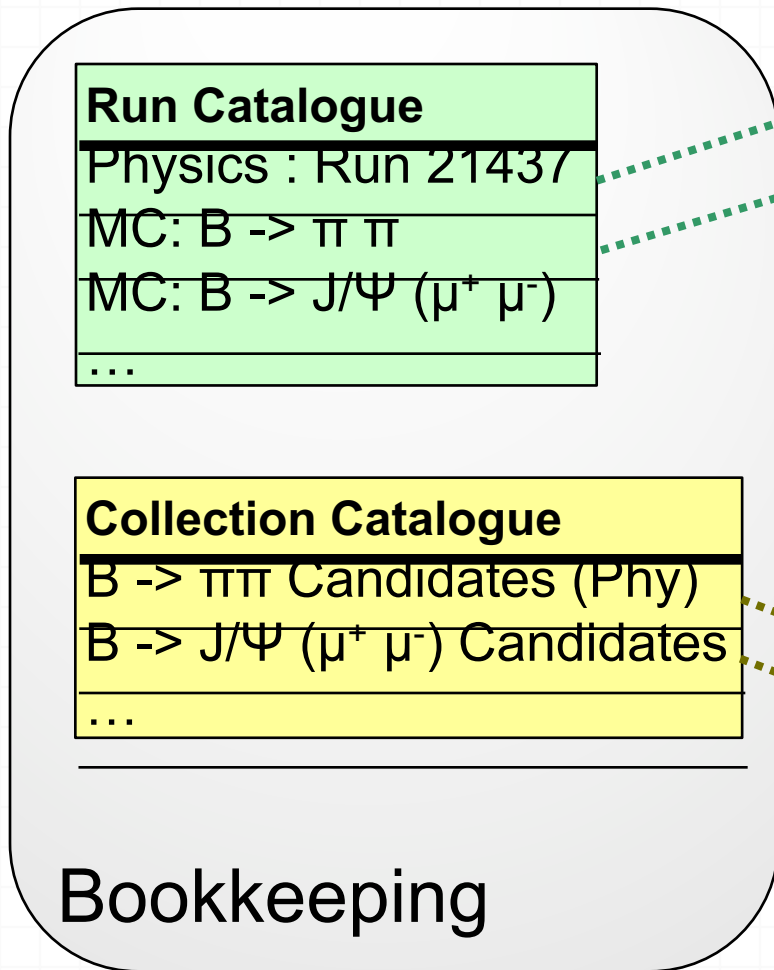 Run Catalogue
Physics : Run 21437
MC: B -> π π
MC: B -> J/Ψ (μ⁺ μ⁻)
…
Collection Catalogue
B -> ππ Candidates (Phy)
B -> J/Ψ (μ⁺ μ⁻) Candidates
…
Bookkeeping